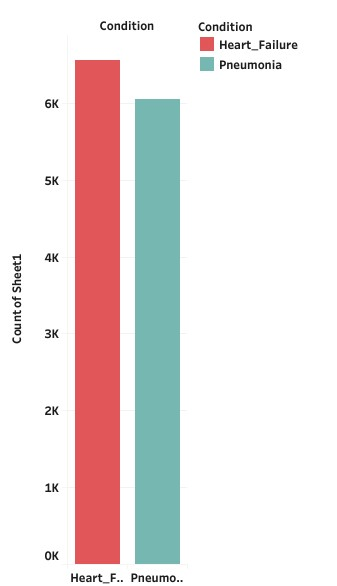 Condition
Condition
Heart_Failure
Pneumonia
6K
5K
4K
3K
2K
1K
0K
Count of Sheet1
Heart_F.. Pneumo..